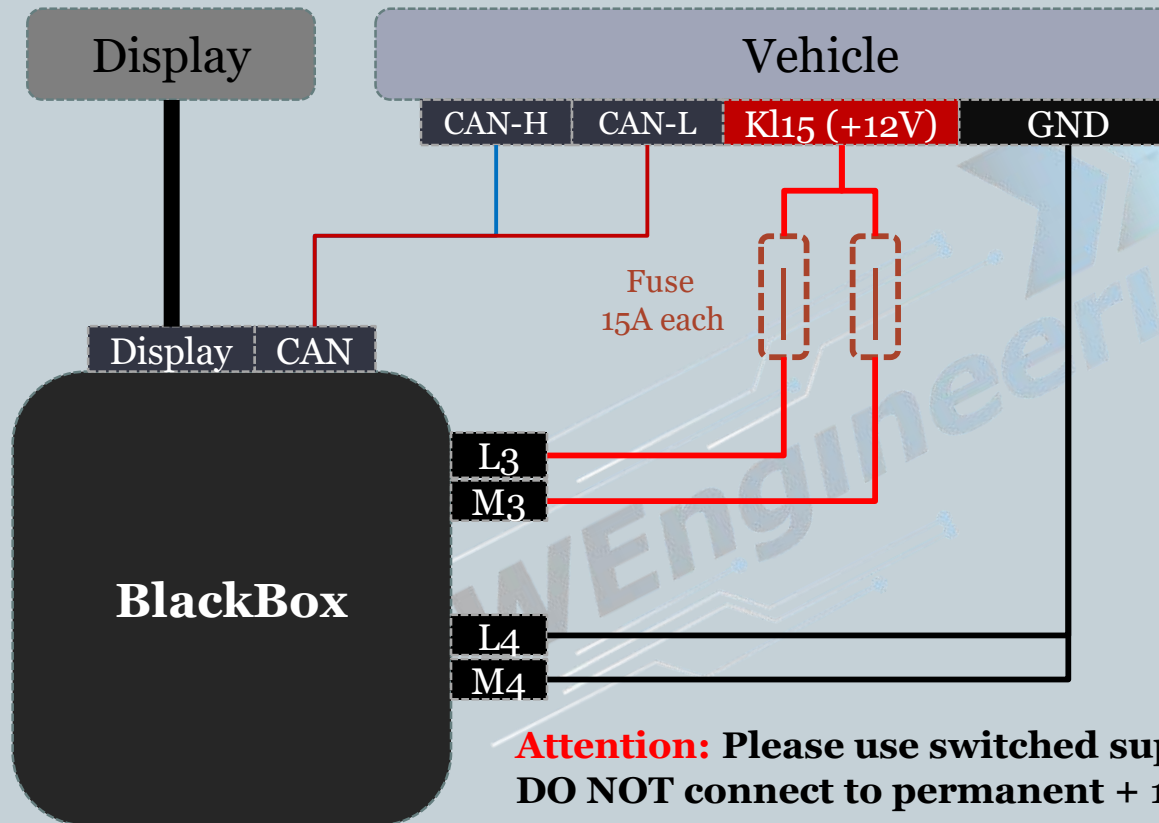 Display
Vehicle
CAN-H
CAN-L
Kl15 (+12V)
GND
Fuse
15A each
Display
CAN
L3
M3
BlackBox
L4
M4
Attention: Please use switched
DO NOT connect to permanent +